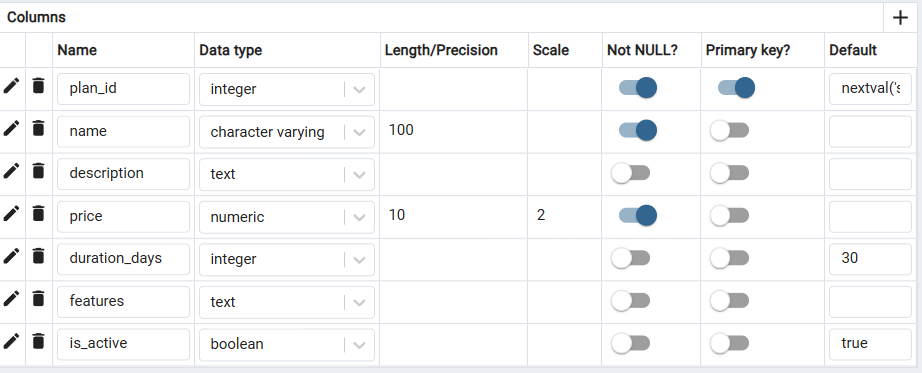 Columns
Name Data type Length/Precision Scale Not NULL? Primary key? Default
plan_id integer nextval('s
name character varying 100
description text
price numeric 10 2
duration_days integer 30
features text
is_active boolean true